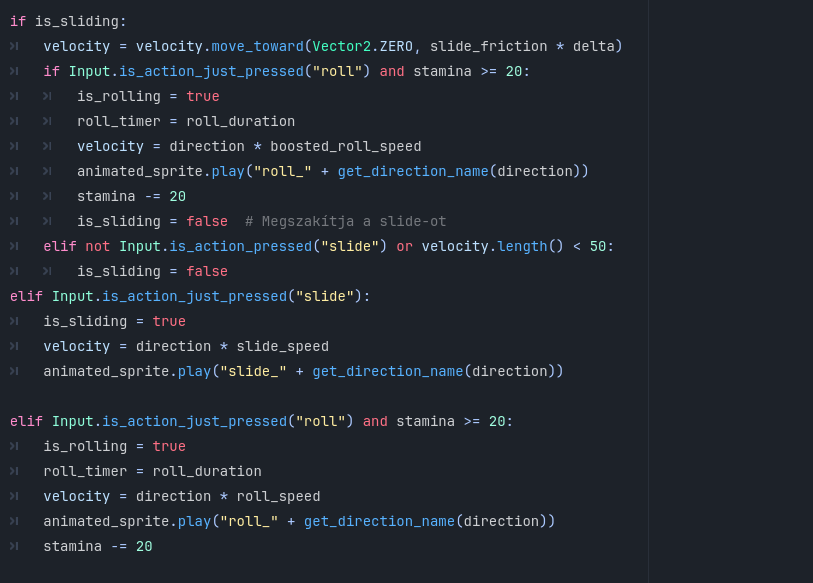 if is_sliding:
	velocity = velocity.move_toward(Vector2.ZERO, slide_friction * delta)
	if Input.is_action_just_pressed("roll") and stamina >= 20:
		is_rolling = true
		roll_timer = roll_duration
		velocity = direction * boosted_roll_speed
		animated_sprite.play("roll_" + get_direction_name(direction))
		stamina -= 20
		is_sliding = false  # Megszakítja a slide-ot
	elif not Input.is_action_pressed("slide") or velocity.length() < 50:
		is_sliding = false
elif Input.is_action_just_pressed("slide"):
	is_sliding = true
	velocity = direction * slide_speed
	animated_sprite.play("slide_" + get_direction_name(direction))

elif Input.is_action_just_pressed("roll") and stamina >= 20:
	is_rolling = true
	roll_timer = roll_duration
	velocity = direction * roll_speed
	animated_sprite.play("roll_" + get_direction_name(direction))
	stamina -= 20